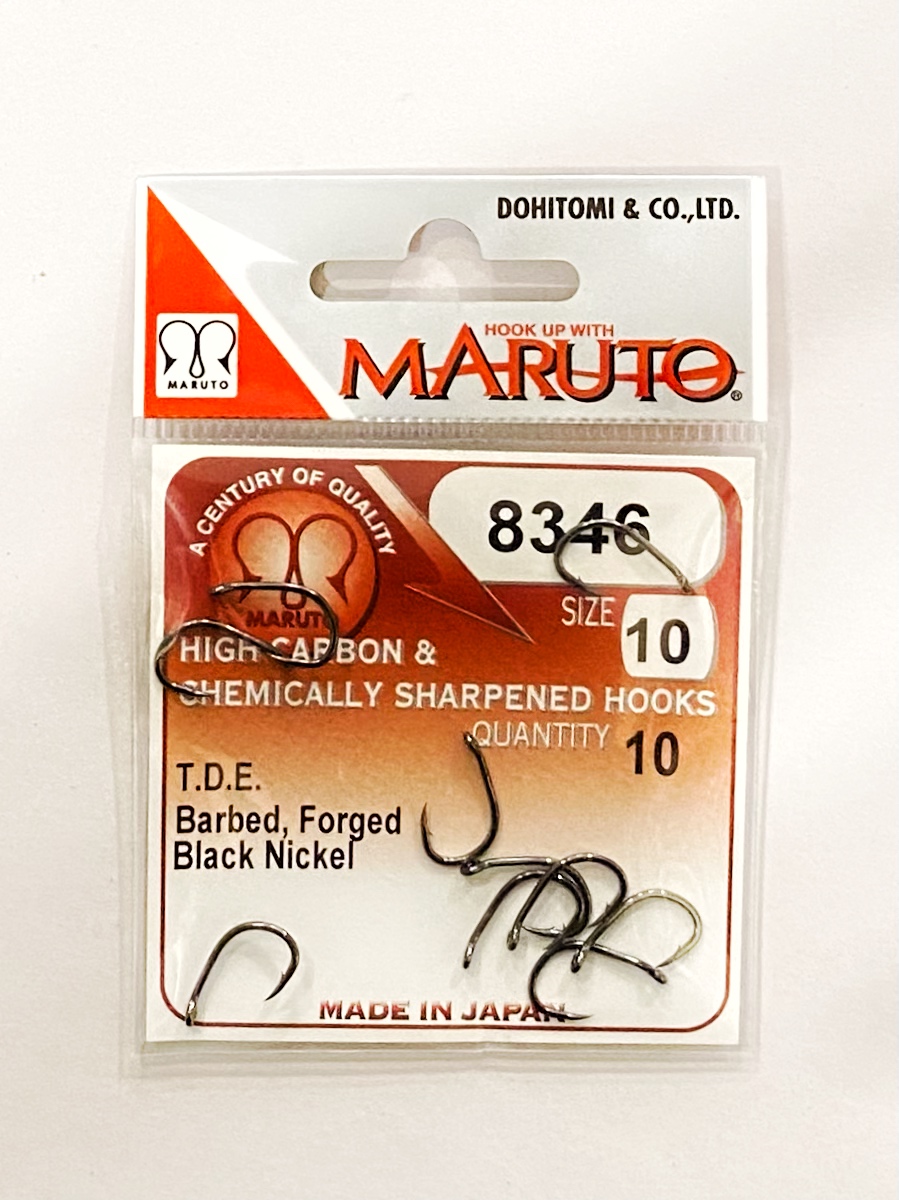 DOHITOMI & CO.,LTD.
HOOK UP WITH
MARUTO®
MARUTO
A CENTURY OF QUALITY
MARUTO
8346
SIZE 10
HIGH CARBON &
CHEMICALLY SHARPENED HOOKS
QUANTITY 10
T.D.E.
Barbed, Forged
Black Nickel
MADE IN JAPAN